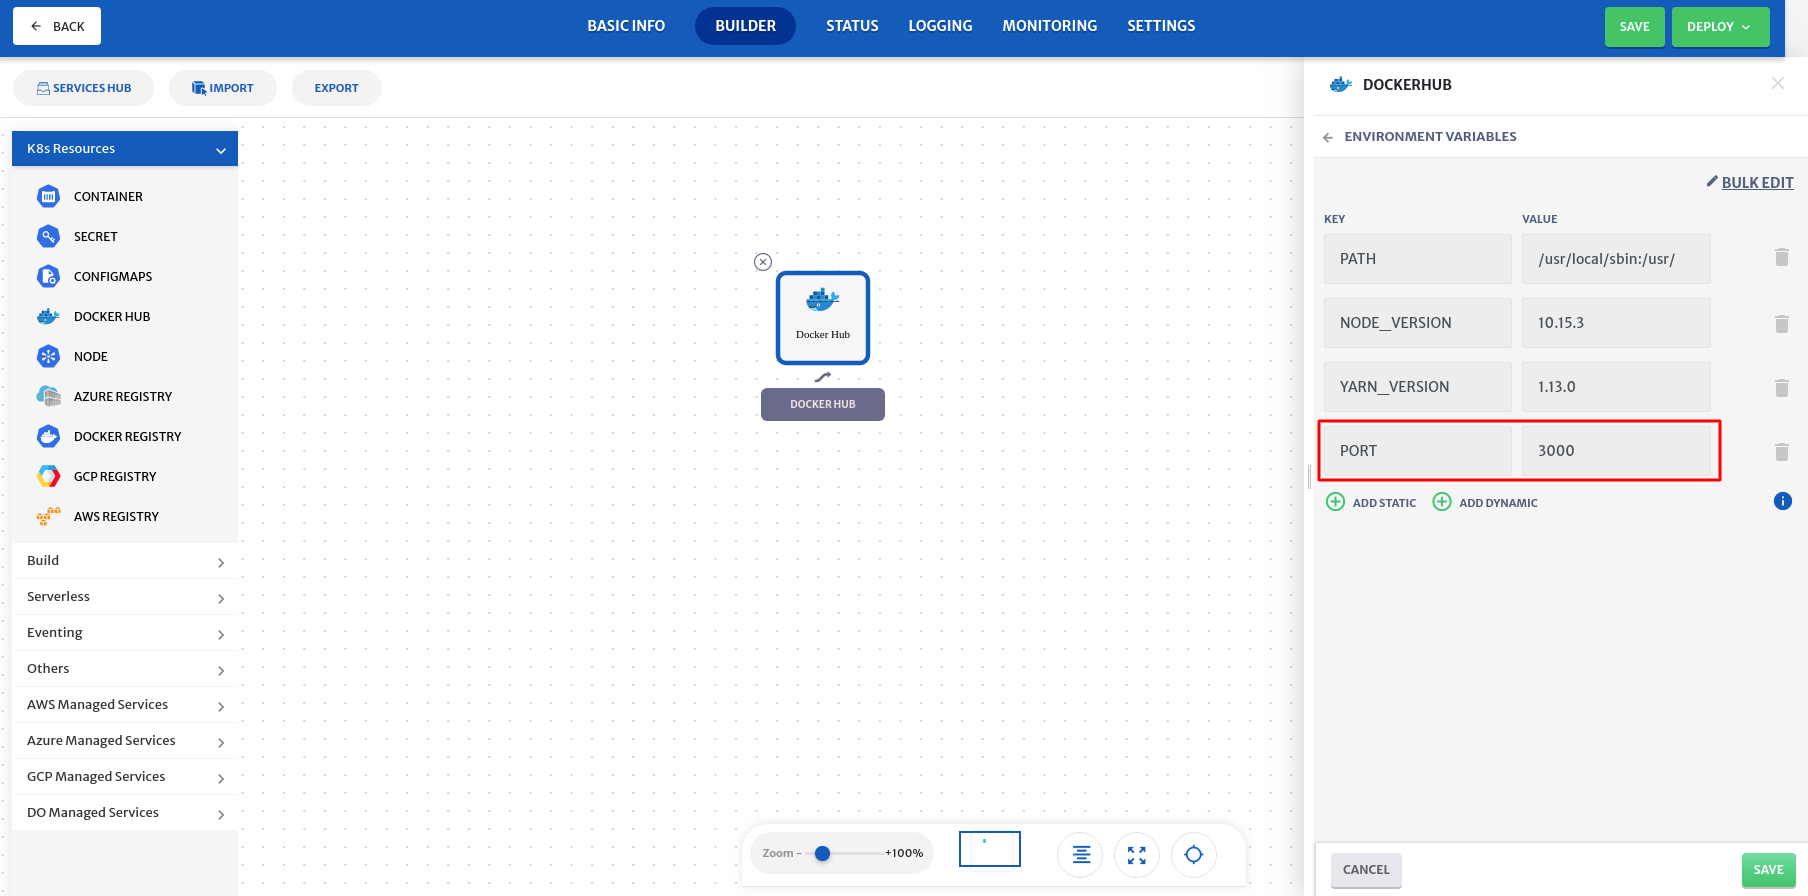 BACK
BASIC INFO
BUILDER
STATUS
LOGGING
MONITORING
SETTINGS
SAVE
DEPLOY
SERVICES HUB
IMPORT
EXPORT
K8s Resources
CONTAINER
SECRET
CONFIGMAPS
DOCKER HUB
NODE
AZURE REGISTRY
DOCKER REGISTRY
GCP REGISTRY
AWS REGISTRY
Build
Serverless
Eventing
Others
AWS Managed Services
Azure Managed Services
GCP Managed Services
DO Managed Services
Docker Hub
DOCKER HUB
Zoom - +100%
DOCKERHUB
ENVIRONMENT VARIABLES
BULK EDIT
KEY VALUE
PATH /usr/local/sbin:/usr/
NODE_VERSION 10.15.3
YARN_VERSION 1.13.0
PORT 3000
ADD STATIC ADD DYNAMIC
CANCEL SAVE